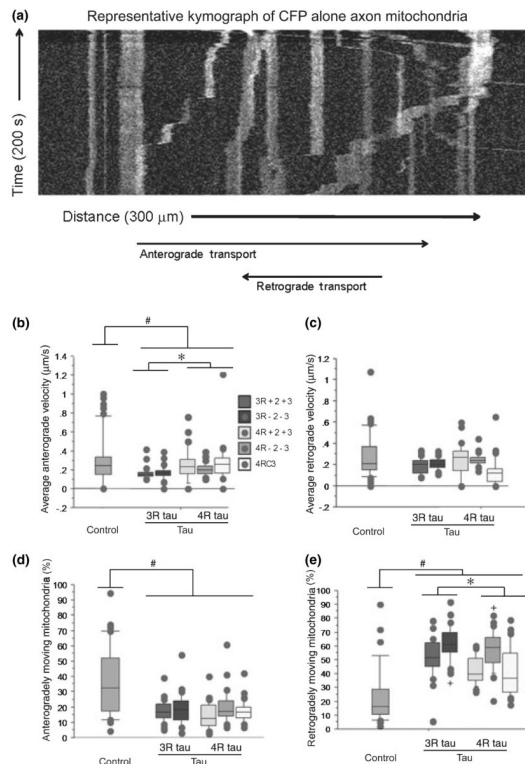 (a) Representative kymograph of CFP alone axon mitochondria
Time (200 s)
Distance (300 μm)
Anterograde transport
Retrograde transport
(b)
#
*
Average anterograde velocity (μm/s)
1.4
1.2
1
.8
.6
.4
.2
0
-.2
3R+2+3
3R-2-3
4R+2+3
4R-2-3
4RC3
Control
3R tau 4R tau
Tau
(c)
Average retrograde velocity (μm/s)
1.4
1.2
1
.8
.6
.4
.2
0
-.2
Control
3R tau 4R tau
Tau
(d)
#
Anterogradely moving mitochondria (%)
100
90
80
70
60
50
40
30
20
10
0
Control
3R tau 4R tau
Tau
(e)
#
*
Retrogradely moving mitochondria (%)
100
90
80
70
60
50
40
30
20
10
0
Control
3R tau 4R tau
Tau